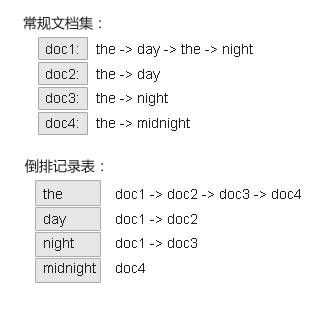 常规文档集：
doc1: the -> day -> the -> night
doc2: the -> day
doc3: the -> night
doc4: the -> midnight
倒排记录表：
the doc1 -> doc2 -> doc3 -> doc4
day doc1 -> doc2
night doc1 -> doc3
midnight doc4